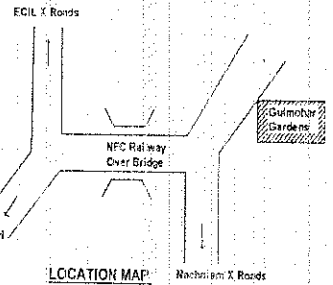 ECIL X Roads
Gulmohar
Gardens
NFC Railway
Over Bridge
LOCATION MAP
Nacharam X Roads